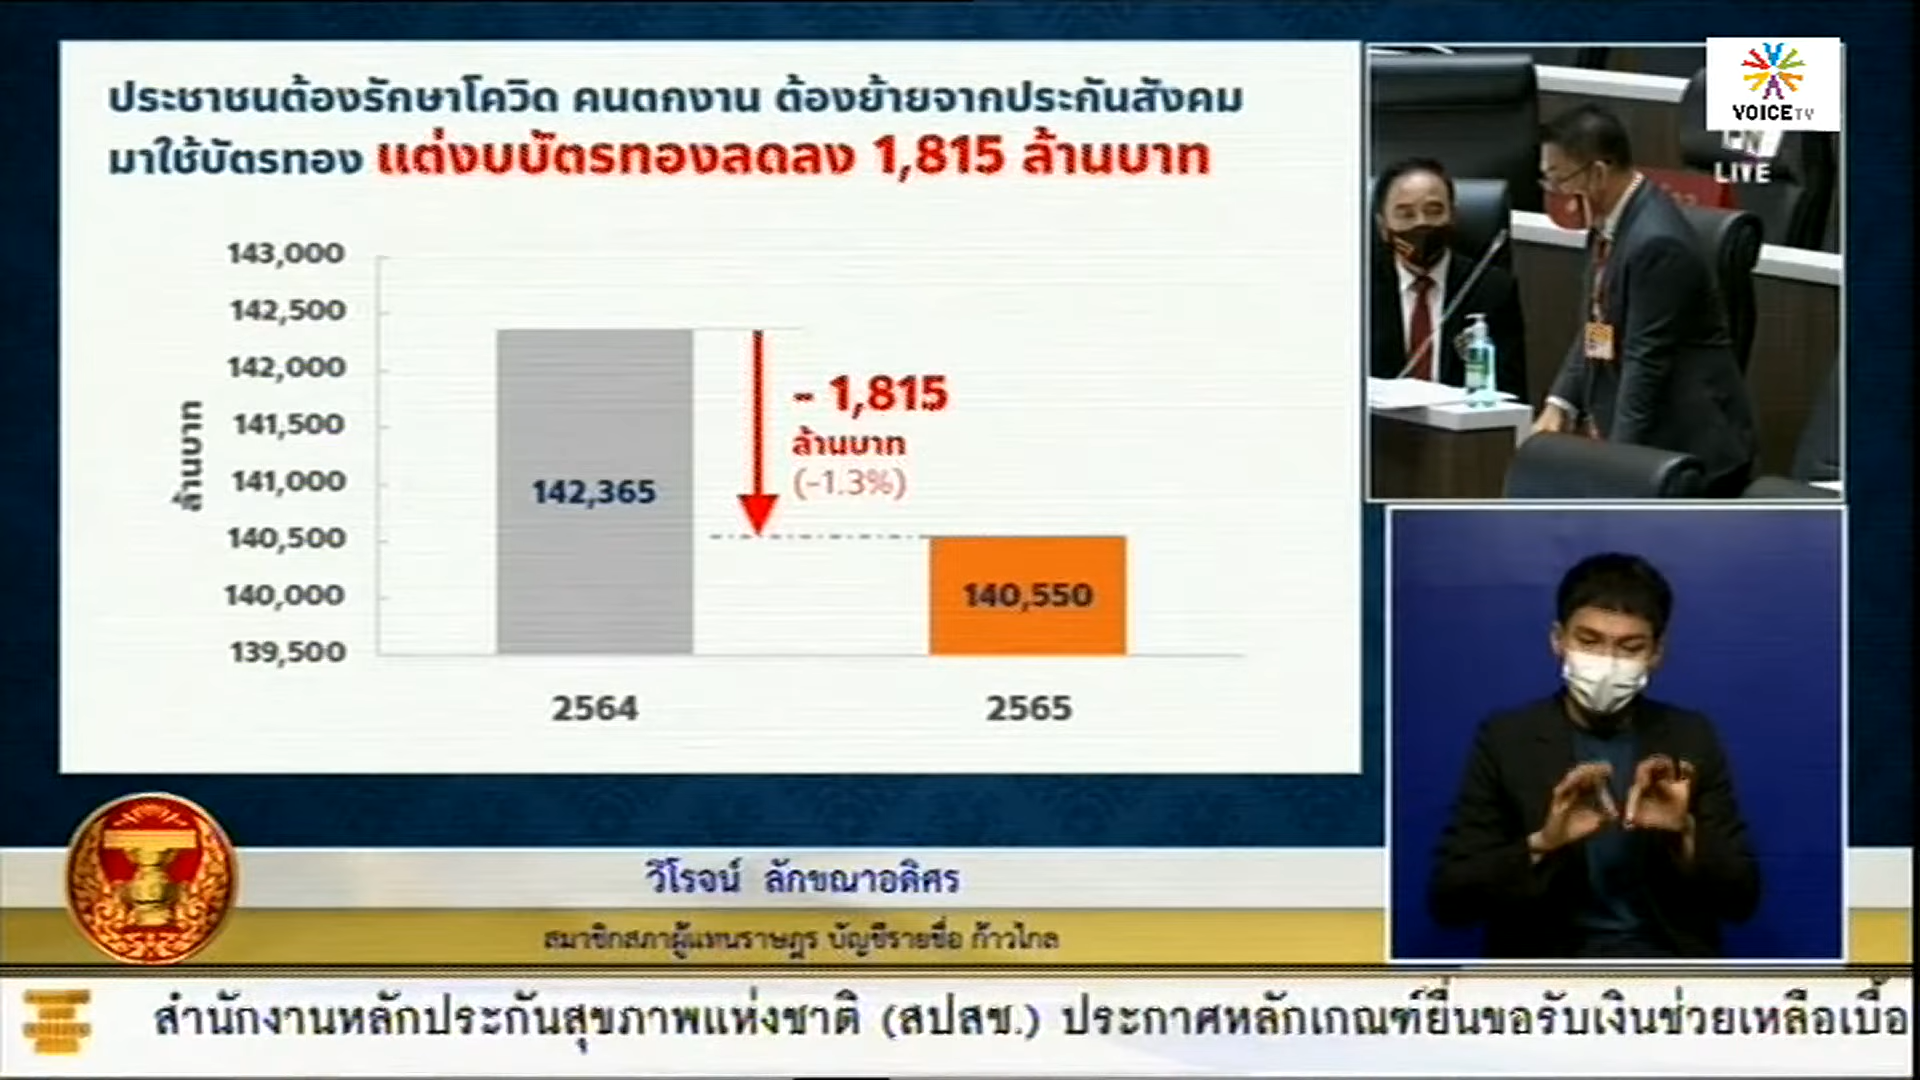 ประชาชนต้องรักษาโควิด คนตกงาน ต้องย้ายจากประกันสังคม
มาใช้บัตรทอง แต่งบบัตรทองลดลง 1,815 ล้านบาท
143,000
142,500
142,000
141,500
141,000
140,500
140,000
139,500
ล้านบาท
142,365
- 1,815
ล้านบาท
(-1.3%)
140,550
2564
2565
VOICE TV
LIVE
วิโรจน์ ลักขณาอดิศร
สมาชิกสภาผู้แทนราษฎร บัญชีรายชื่อ ก้าวไกล
สำนักงานหลักประกันสุขภาพแห่งชาติ (สปสช.) ประกาศหลักเกณฑ์ยื่นขอรับเงินช่วยเหลือเบื้อ